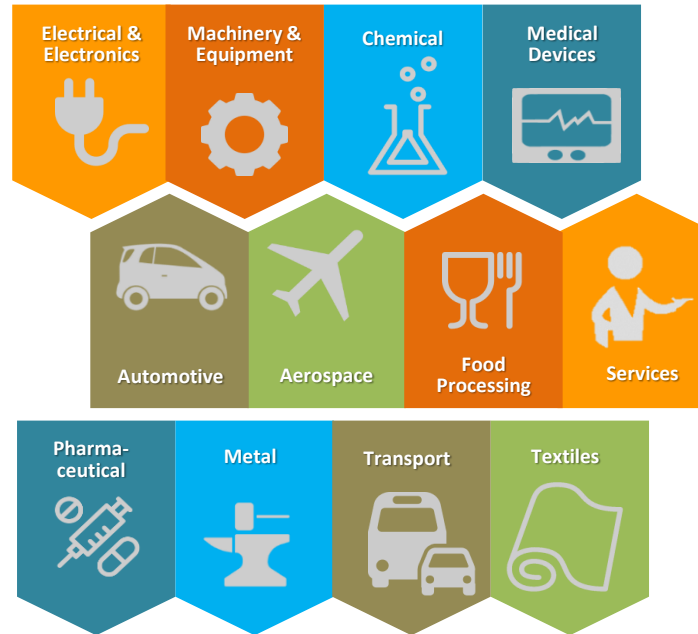 Electrical &
Electronics
Machinery &
Equipment
Chemical
Medical
Devices
Automotive
Aerospace
Food
Processing
Services
Pharma-
ceutical
Metal
Transport
Textiles